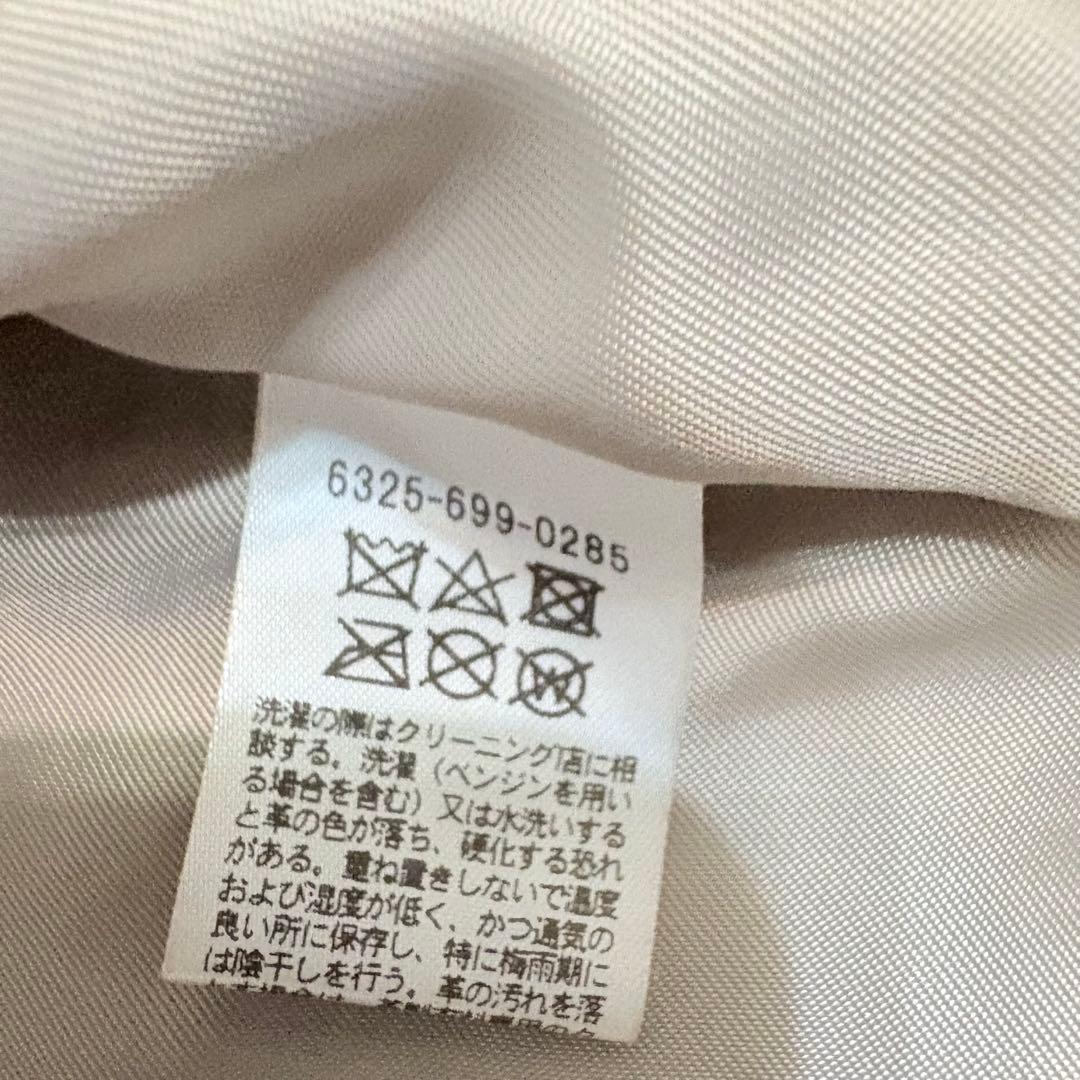 6325-699-0285
W
洗濯の際はクリーニング店に相
談する。洗濯（ベンジンを用い
る場合を含む）又は水洗いする
と革の色が落ち、硬化する恐れ
がある。重ね置きしないで温度
および湿度が低く、かつ通気の
良い所に保存し、特に梅雨期に
は陰干しを行う。革の汚れを落